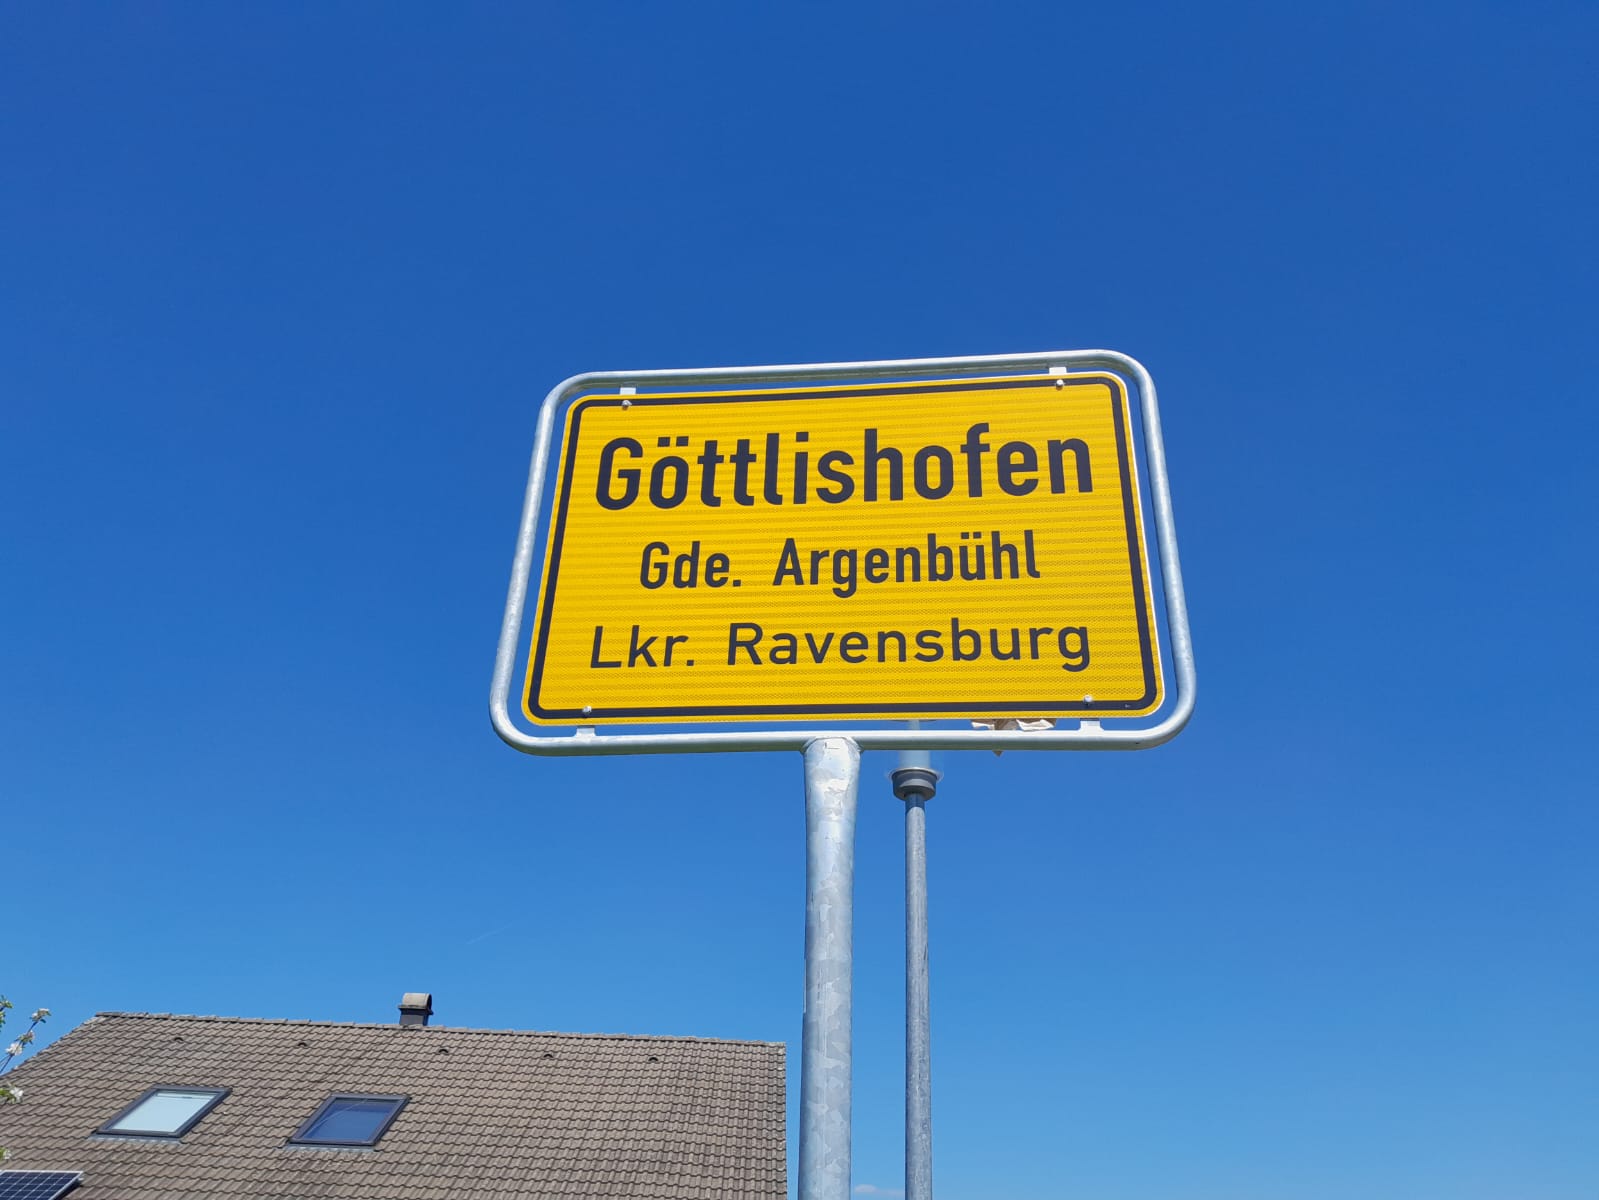 Göttlishofen
Gde. Argenbühl
Lkr. Ravensburg